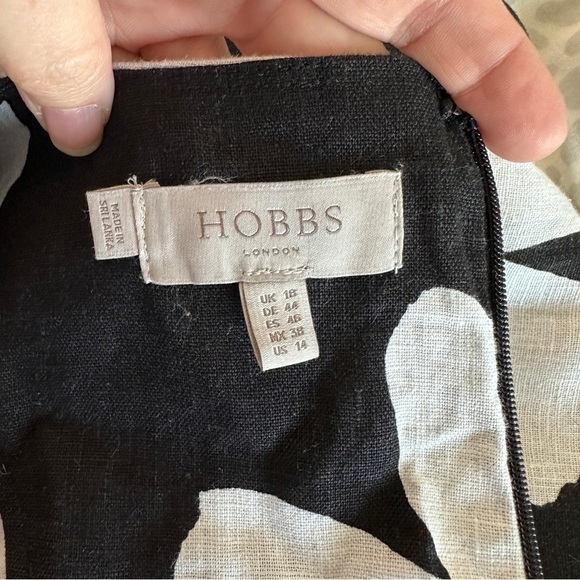 MADE IN
SRI LANKA
HOBBS
LONDON
UK 18
DE 44
ES 46
MX 38
US 14